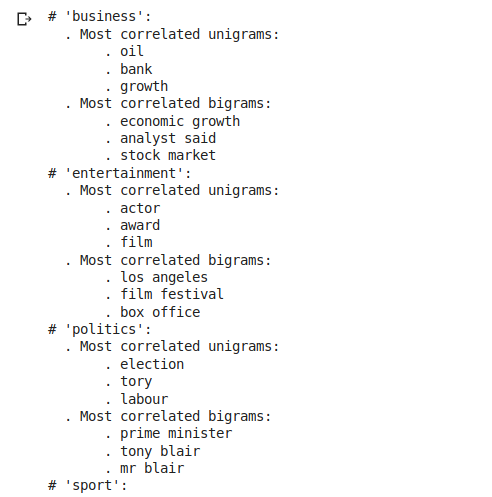 # 'business':
  . Most correlated unigrams:
       . oil
       . bank
       . growth
  . Most correlated bigrams:
       . economic growth
       . analyst said
       . stock market
# 'entertainment':
  . Most correlated unigrams:
       . actor
       . award
       . film
  . Most correlated bigrams:
       . los angeles
       . film festival
       . box office
# 'politics':
  . Most correlated unigrams:
       . election
       . tory
       . labour
  . Most correlated bigrams:
       . prime minister
       . tony blair
       . mr blair
# 'sport':